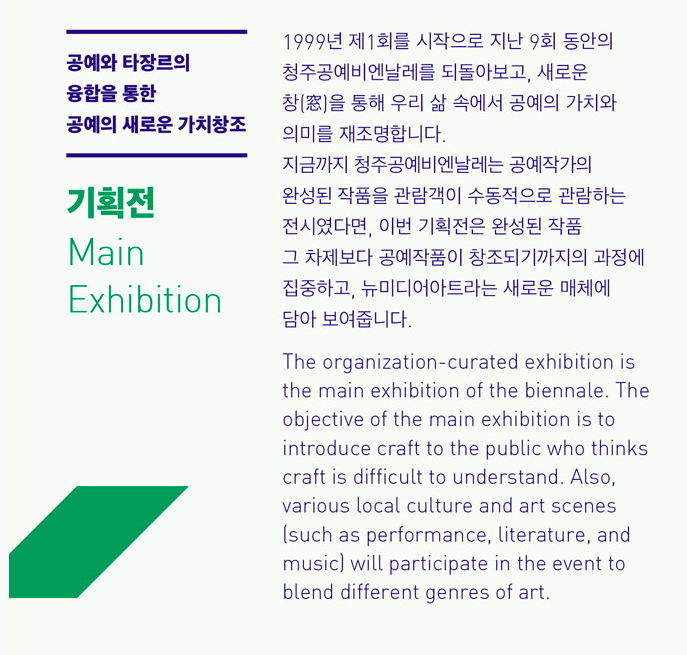 공예와 타장르의
융합을 통한
공예의 새로운 가치창조
기획전
Main
Exhibition
1999년 제1회를 시작으로 지난 9회 동안의
청주공예비엔날레를 되돌아보고, 새로운
창(窓)을 통해 우리 삶 속에서 공예의 가치와
의미를 재조명합니다.
지금까지 청주공예비엔날레는 공예작가의
완성된 작품을 관람객이 수동적으로 관람하는
전시였다면, 이번 기획전은 완성된 작품
그 차제보다 공예작품이 창조되기까지의 과정에
집중하고, 뉴미디어아트라는 새로운 매체에
담아 보여줍니다.
The organization-curated exhibition is
the main exhibition of the biennale. The
objective of the main exhibition is to
introduce craft to the public who thinks
craft is difficult to understand. Also,
various local culture and art scenes
(such as performance, literature, and
music) will participate in the event to
blend different genres of art.